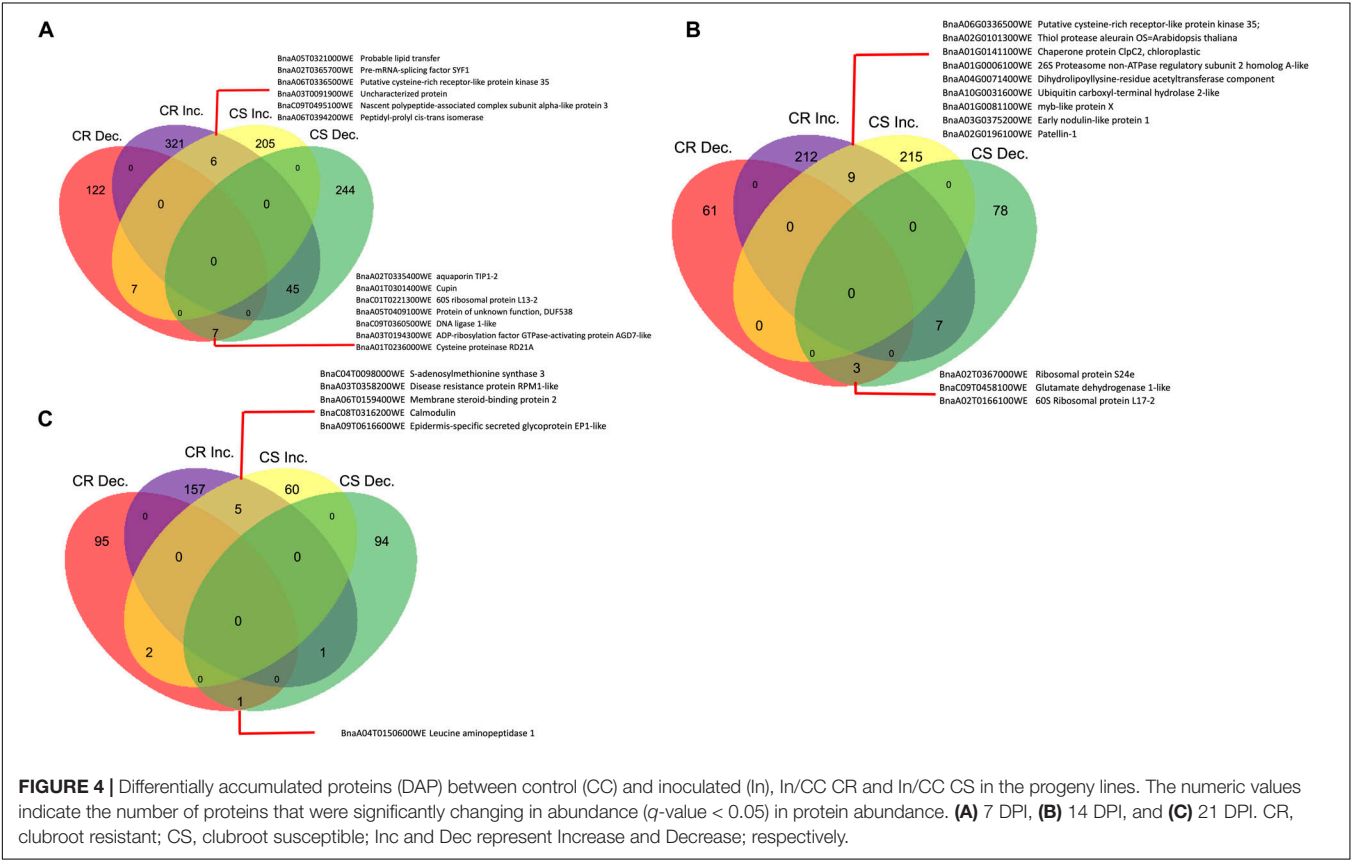 A
BnaA05T0321000WE Probable lipid transfer
BnaA02T0365700WE Pre-mRNA-splicing factor SYF1
BnaA06T0336500WE Putative cysteine-rich receptor-like protein kinase 35
BnaA03T0091900WE Uncharacterized protein
BnaC09T0495100WE Nascent polypeptide-associated complex subunit alpha-like protein 3
BnaA06T0394200WE Peptidyl-prolyl cis-trans isomerase
CR Inc.
CS Inc.
CR Dec.
CS Dec.
321
205
6
0
0
122
244
0
0
0
7
45
0
0
7
BnaA02T0335400WE aquaporin TIP1-2
BnaA01T0301400WE Cupin
BnaC01T0221300WE 60S ribosomal protein L13-2
BnaA05T0409100WE Protein of unknown function, DUF538
BnaC09T0360500WE DNA ligase 1-like
BnaA03T0194300WE ADP-ribosylation factor GTPase-activating protein AGD7-like
BnaA01T0236000WE Cysteine proteinase RD21A
B
BnaA06G0336500WE Putative cysteine-rich receptor-like protein kinase 35;
BnaA02G0101300WE Thiol protease aleurain OS=Arabidopsis thaliana
BnaA01G0141100WE Chaperone protein ClpC2, chloroplastic
BnaA01G0006100WE 26S Proteasome non-ATPase regulatory subunit 2 homolog A-like
BnaA04G0071400WE Dihydrolipoyllysine-residue acetyltransferase component
BnaA10G0031600WE Ubiquitin carboxyl-terminal hydrolase 2-like
BnaA01G0081100WE myb-like protein X
BnaA03G0375200WE Early nodulin-like protein 1
BnaA02G0196100WE Patellin-1
CR Inc.
CS Inc.
CR Dec.
CS Dec.
212
215
9
0
0
61
78
0
0
0
0
7
0
0
3
BnaA02T0367000WE Ribosomal protein S24e
BnaC09T0458100WE Glutamate dehydrogenase 1-like
BnaA02T0166100WE 60S Ribosomal protein L17-2
C
BnaC04T0098000WE S-adenosylmethionine synthase 3
BnaA03T0358200WE Disease resistance protein RPM1-like
BnaA06T0159400WE Membrane steroid-binding protein 2
BnaC08T0316200WE Calmodulin
BnaA09T0616600WE Epidermis-specific secreted glycoprotein EP1-like
CR Inc.
CS Inc.
CR Dec.
CS Dec.
157
60
5
0
0
95
94
0
0
0
2
1
0
0
1
BnaA04T0150600WE Leucine aminopeptidase 1
FIGURE 4 | Differentially accumulated proteins (DAP) between control (CC) and inoculated (In), In/CC CR and In/CC CS in the progeny lines. The numeric values
indicate the number of proteins that were significantly changing in abundance (q-value < 0.05) in protein abundance. (A) 7 DPI, (B) 14 DPI, and (C) 21 DPI. CR,
clubroot resistant; CS, clubroot susceptible; Inc and Dec represent Increase and Decrease; respectively.